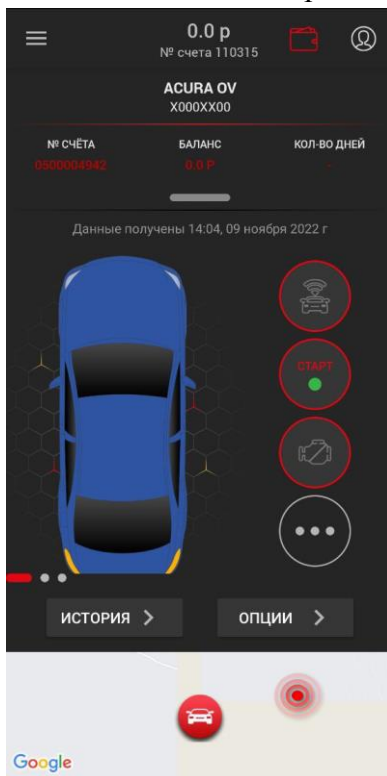 0.0 р
№ счета 110315
ACURA OV
X000XX00
№ СЧЁТА БАЛАНС КОЛ-ВО ДНЕЙ
0500004942 0.0 Р -
Данные получены 14:04, 09 ноября 2022 г
СТАРТ
ИСТОРИЯ ОПЦИИ
Google